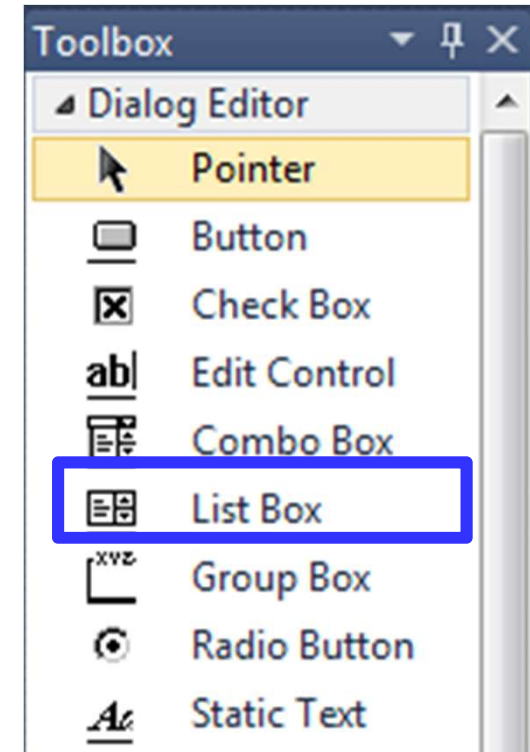 Toolbox
Dialog Editor
Pointer
Button
Check Box
ab| Edit Control
Combo Box
List Box
xyz Group Box
Radio Button
Aa Static Text